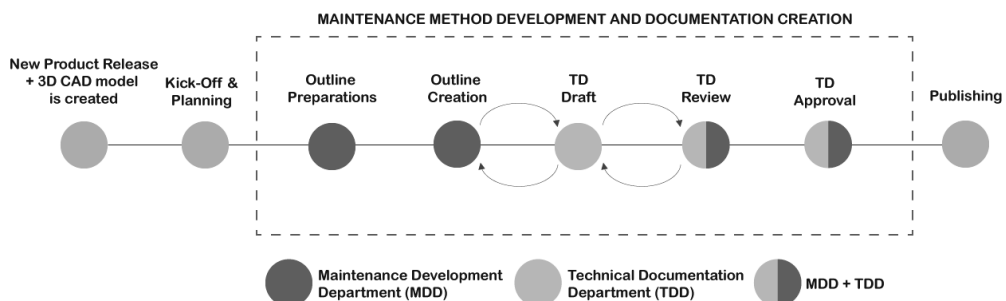 MAINTENANCE METHOD DEVELOPMENT AND DOCUMENTATION CREATION
New Product Release
+ 3D CAD model
is created
Kick-Off &
Planning
Outline
Preparations
Outline
Creation
TD
Draft
TD
Review
TD
Approval
Publishing
Maintenance Development
Department (MDD)
Technical Documentation
Department (TDD)
MDD + TDD